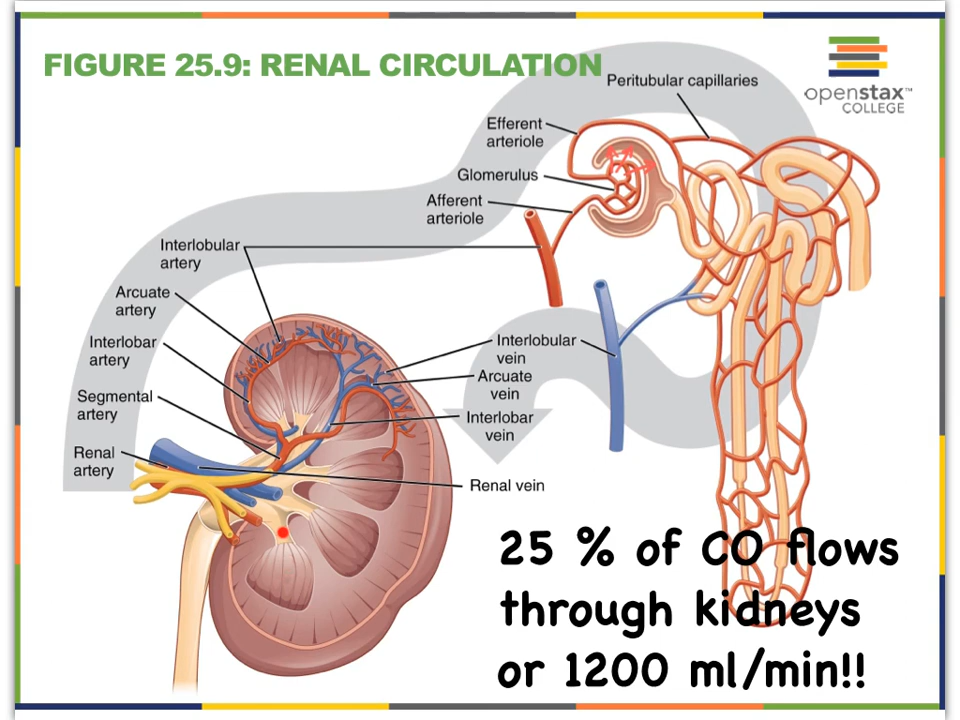 FIGURE 25.9: RENAL CIRCULATION
openstax™
COLLEGE
Peritubular capillaries
Efferent
arteriole
Glomerulus
Afferent
arteriole
Interlobular
artery
Arcuate
artery
Interlobar
artery
Segmental
artery
Renal
artery
Interlobular
vein
Arcuate
vein
Interlobar
vein
Renal vein
25 % of CO flows
through kidneys
or 1200 ml/min!!